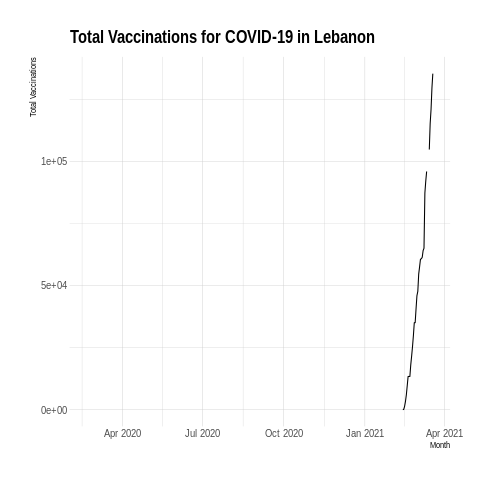 Total Vaccinations for COVID-19 in Lebanon
Total Vaccinations
1e+05
5e+04
0e+00
Apr 2020 Jul 2020 Oct 2020 Jan 2021 Apr 2021
Month